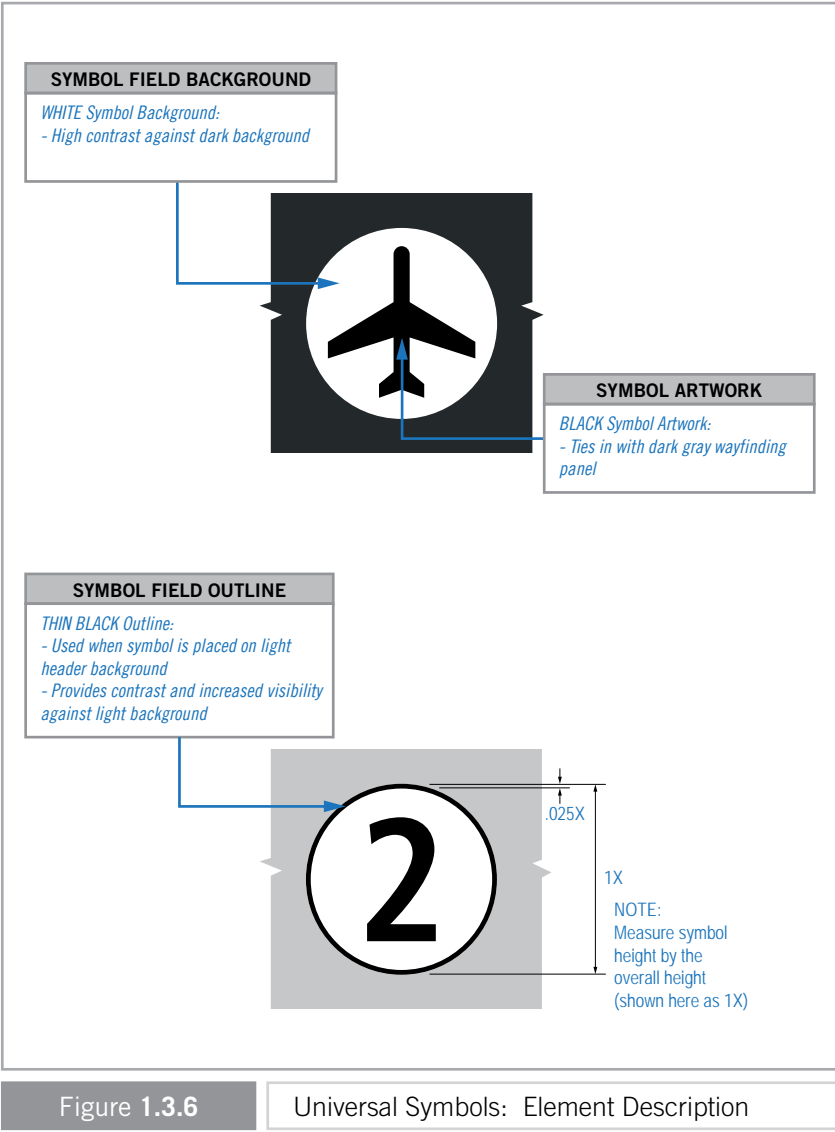 SYMBOL FIELD BACKGROUND
WHITE Symbol Background:
- High contrast against dark background
SYMBOL ARTWORK
BLACK Symbol Artwork:
- Ties in with dark gray wayfinding
panel
SYMBOL FIELD OUTLINE
THIN BLACK Outline:
- Used when symbol is placed on light
header background
- Provides contrast and increased visibility
against light background
2
.025X
1X
NOTE:
Measure symbol
height by the
overall height
(shown here as 1X)
Figure 1.3.6
Universal Symbols: Element Description